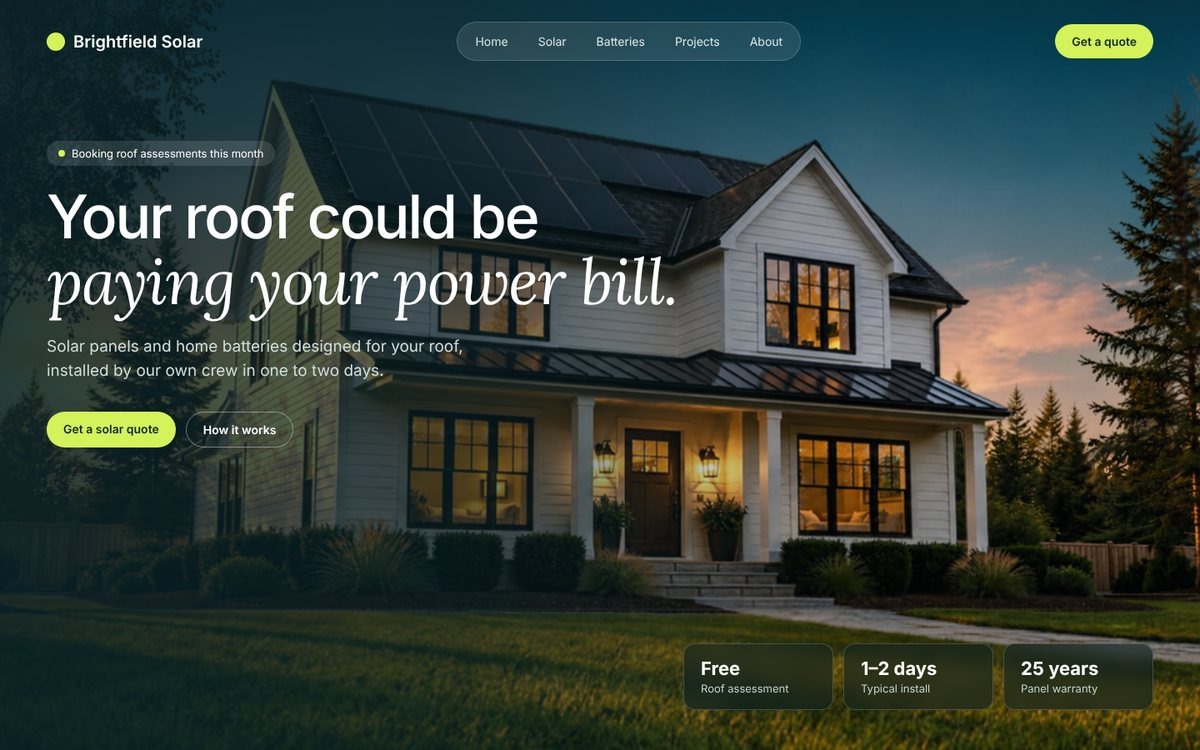 Brightfield Solar
Home
Solar
Batteries
Projects
About
Get a quote
Booking roof assessments this month
Your roof could be
paying your power bill.
Solar panels and home batteries designed for your roof,
installed by our own crew in one to two days.
Get a solar quote
How it works
Free
Roof assessment
1–2 days
Typical install
25 years
Panel warranty